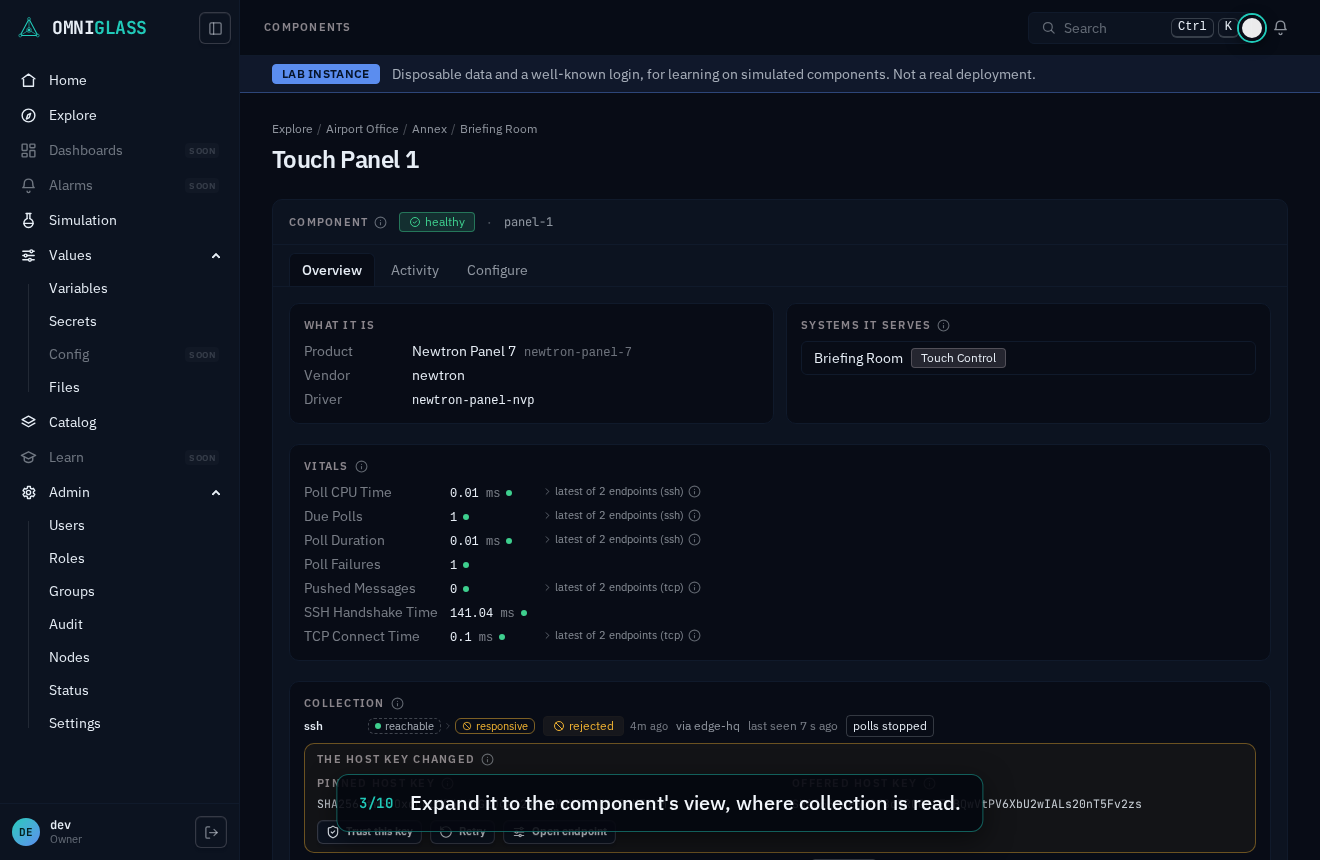 OMNIGLASS
COMPONENTS
Search Ctrl K
Home
Explore
Dashboards SOON
Alarms SOON
Simulation
Values
Variables
Secrets
Config SOON
Files
Catalog
Learn SOON
Admin
Users
Roles
Groups
Audit
Nodes
Status
Settings
DE dev
Owner
LAB INSTANCE Disposable data and a well-known login, for learning on simulated components. Not a real deployment.
Explore / Airport Office / Annex / Briefing Room
Touch Panel 1
COMPONENT healthy · panel-1
Overview Activity Configure
WHAT IT IS
Product Newtron Panel 7 newtron-panel-7
Vendor newtron
Driver newtron-panel-nvp
SYSTEMS IT SERVES
Briefing Room Touch Control
VITALS
Poll CPU Time 0.01 ms latest of 2 endpoints (ssh)
Due Polls 1 latest of 2 endpoints (ssh)
Poll Duration 0.01 ms latest of 2 endpoints (ssh)
Poll Failures 1
Pushed Messages 0 latest of 2 endpoints (tcp)
SSH Handshake Time 141.04 ms
TCP Connect Time 0.1 ms latest of 2 endpoints (tcp)
COLLECTION
ssh reachable responsive rejected 4m ago via edge-hq last seen 7 s ago polls stopped
THE HOST KEY CHANGED
PINNED HOST KEY OFFERED HOST KEY
tPV6XbU2wIALs20nT5Fv2zs
3/10 Expand it to the component's view, where collection is read.
Trust this key Retry Open endpoint